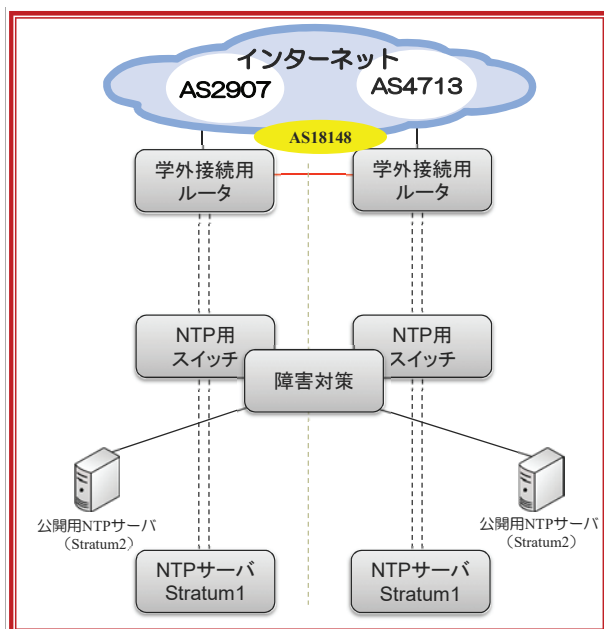 インターネット
AS2907
AS4713
AS18148
学外接続用
ルータ
学外接続用
ルータ
NTP用
スイッチ
NTP用
スイッチ
障害対策
公開用NTPサーバ
（Stratum2）
公開用NTPサーバ
（Stratum2）
NTPサーバ
Stratum1
NTPサーバ
Stratum1